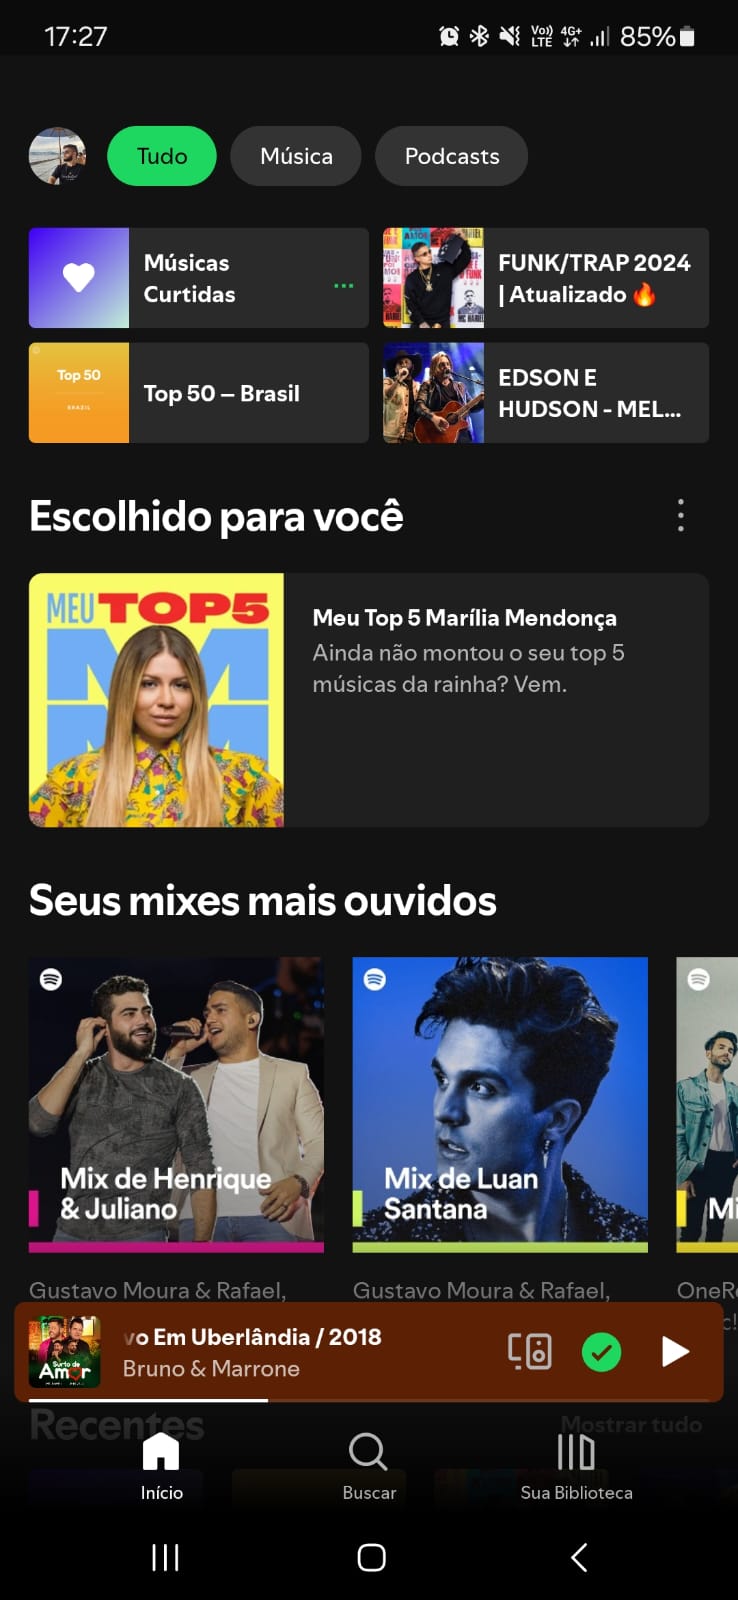 17:27
Vo)) LTE 4G+ 85%
Tudo
Música
Podcasts
Músicas
Curtidas
FUNK/TRAP 2024
| Atualizado 🔥
Top 50
BRAZIL
Top 50 – Brasil
EDSON E
HUDSON - MEL...
Escolhido para você
MEU TOP5
Meu Top 5 Marília Mendonça
Ainda não montou o seu top 5
músicas da rainha? Vem.
Seus mixes mais ouvidos
Mix de Henrique
& Juliano
Mix de Luan
Santana
Mi
Gustavo Moura & Rafael,
Gustavo Moura & Rafael,
OneR
Surto de
Amor
vo Em Uberlândia / 2018
Bruno & Marrone
Recentes
Mostrar tudo
Início
Buscar
Sua Biblioteca